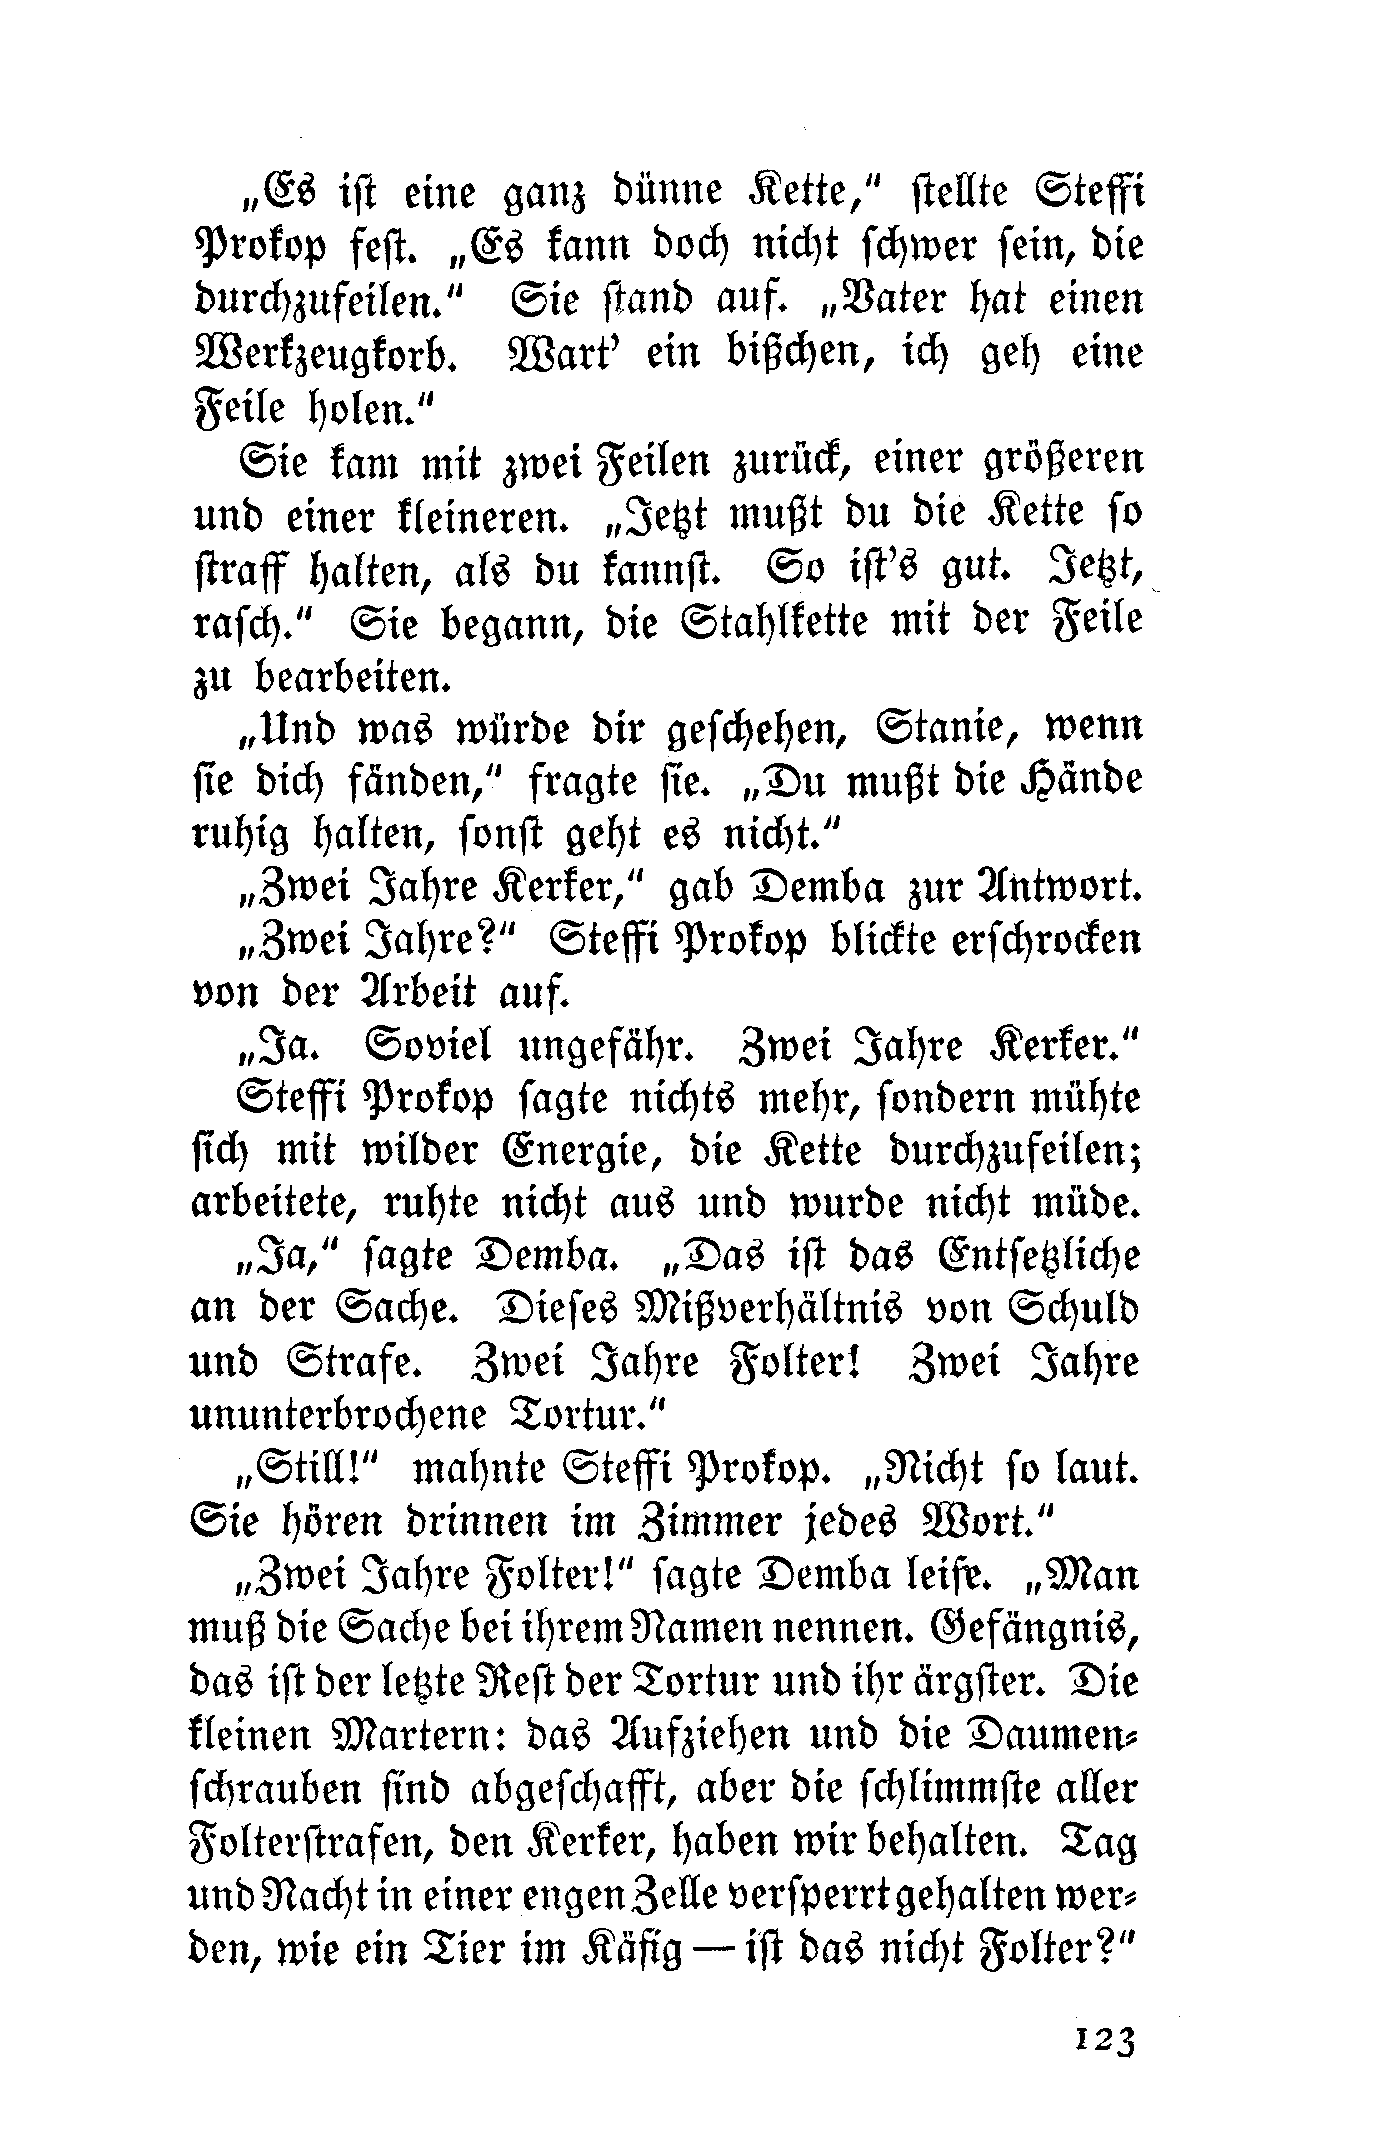 „Es ist eine ganz dünne Kette,“ stellte Steffi
Prokop fest. „Es kann doch nicht schwer sein, die
durchzufeilen.“ Sie stand auf. „Vater hat einen
Werkzeugkorb. Wart’ ein bißchen, ich geh eine
Feile holen.“
Sie kam mit zwei Feilen zurück, einer größeren
und einer kleineren. „Jetzt mußt du die Kette so
straff halten, als du kannst. So ist’s gut. Jetzt,
rasch.“ Sie begann, die Stahlkette mit der Feile
zu bearbeiten.
„Und was würde dir geschehen, Stanie, wenn
sie dich fänden,“ fragte sie. „Du mußt die Hände
ruhig halten, sonst geht es nicht.“
„Zwei Jahre Kerker,“ gab Demba zur Antwort.
„Zwei Jahre?“ Steffi Prokop blickte erschrocken
von der Arbeit auf.
„Ja. Soviel ungefähr. Zwei Jahre Kerker.“
Steffi Prokop sagte nichts mehr, sondern mühte
sich mit wilder Energie, die Kette durchzufeilen;
arbeitete, ruhte nicht aus und wurde nicht müde.
„Ja,“ sagte Demba. „Das ist das Entsetzliche
an der Sache. Dieses Mißverhältnis von Schuld
und Strafe. Zwei Jahre Folter! Zwei Jahre
ununterbrochene Tortur.“
„Still!“ mahnte Steffi Prokop. „Nicht so laut.
Sie hören drinnen im Zimmer jedes Wort.“
„Zwei Jahre Folter!“ sagte Demba leise. „Man
muß die Sache bei ihrem Namen nennen. Gefängnis,
das ist der letzte Rest der Tortur und ihr ärgster. Die
kleinen Martern: das Aufziehen und die Daumen-
schrauben sind abgeschafft, aber die schlimmste aller
Folterstrafen, den Kerker, haben wir behalten. Tag
und Nacht in einer engen Zelle versperrt gehalten wer-
den, wie ein Tier im Käfig — ist das nicht Folter?“
123